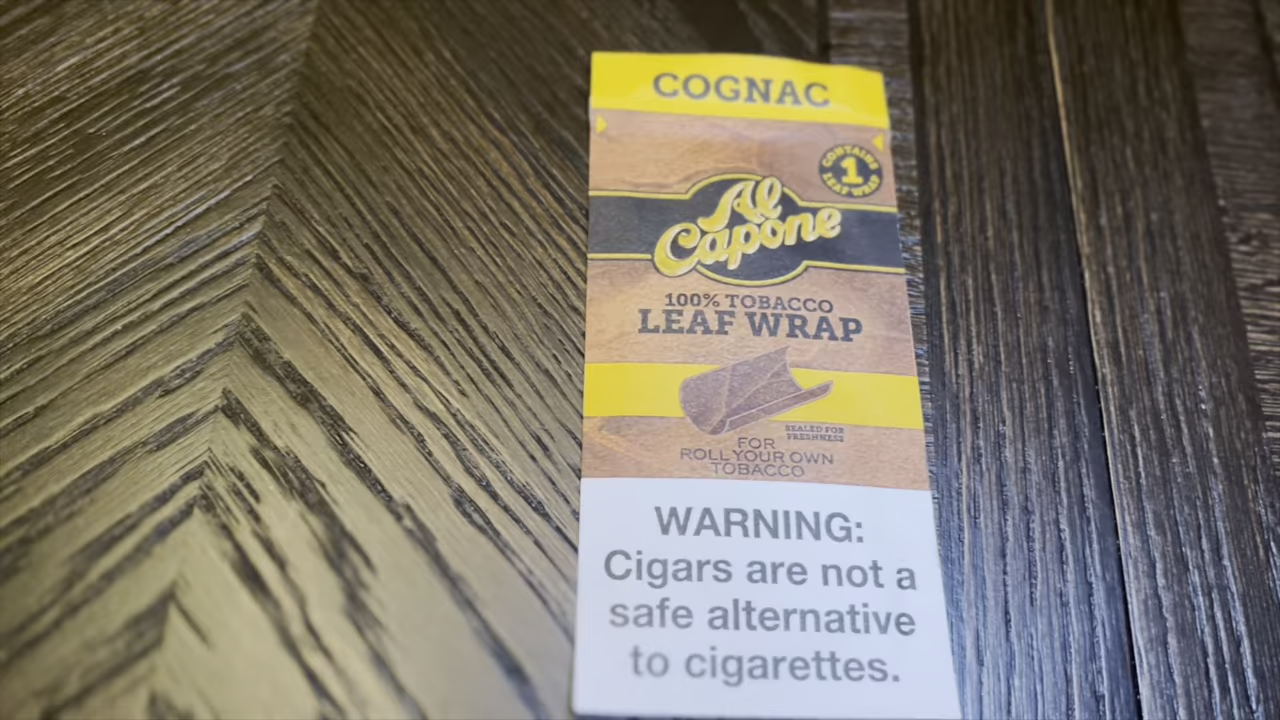 COGNAC
CONTAINS
1
LEAF WRAP
Al
Capone
100% TOBACCO
LEAF WRAP
SEALED FOR
FRESHNESS
FOR
ROLL YOUR OWN
TOBACCO
WARNING:
Cigars are not a
safe alternative
to cigarettes.